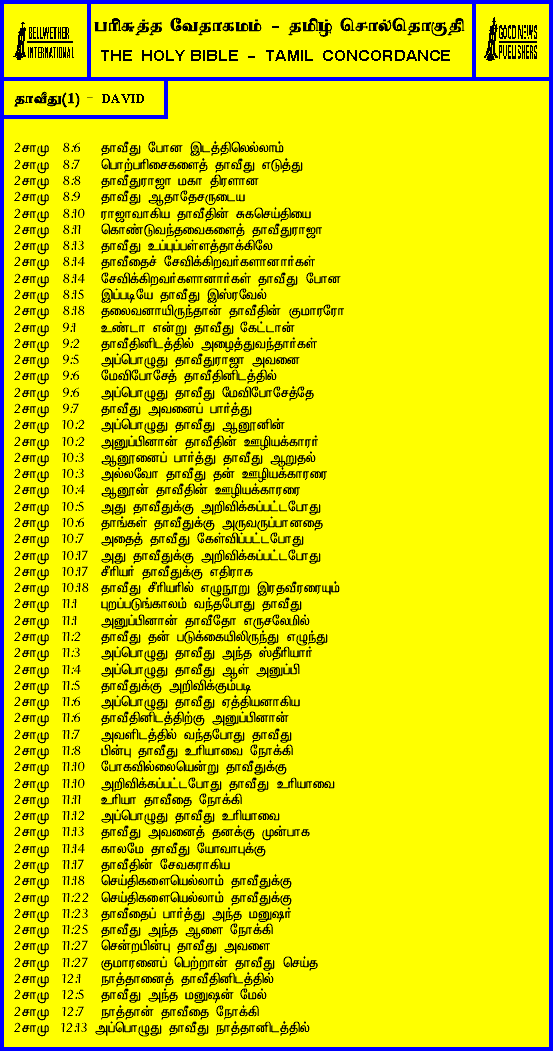 BELLWETHER
INTERNATIONAL
பரிசுத்த வேதாகமம் - தமிழ் சொல்தொகுதி
THE HOLY BIBLE - TAMIL CONCORDANCE
GOOD NEWS
PUBLISHERS
தாவீது(1) - DAVID
2சாமு 8:6 தாவீது போன இடத்திலெல்லாம்
2சாமு 8:7 பொற்பரிசைகளைத் தாவீது எடுத்து
2சாமு 8:8 தாவீதுராஜா மகா திரளான
2சாமு 8:9 தாவீது ஆதாதேசருடைய
2சாமு 8:10 ராஜாவாகிய தாவீதின் சுகசெய்தியை
2சாமு 8:11 கொண்டுவந்தவைகளைத் தாவீதுராஜா
2சாமு 8:13 தாவீது உப்புப்பள்ளத்தாக்கிலே
2சாமு 8:14 தாவீதைச் சேவிக்கிறவர்களானார்கள்
2சாமு 8:14 சேவிக்கிறவர்களானார்கள் தாவீது போன
2சாமு 8:15 இப்படியே தாவீது இஸ்ரவேல்
2சாமு 8:18 தலைவனாயிருந்தான் தாவீதின் குமாரரோ
2சாமு 9:1 உண்டா என்று தாவீது கேட்டான்
2சாமு 9:2 தாவீதினிடத்தில் அழைத்துவந்தார்கள்
2சாமு 9:5 அப்பொழுது தாவீதுராஜா அவனை
2சாமு 9:6 மேவிபோசேத் தாவீதினிடத்தில்
2சாமு 9:6 அப்பொழுது தாவீது மேவிபோசேத்தே
2சாமு 9:7 தாவீது அவனைப் பார்த்து
2சாமு 10:2 அப்பொழுது தாவீது ஆனூனின்
2சாமு 10:2 அனுப்பினான் தாவீதின் ஊழியக்காரர்
2சாமு 10:3 ஆனூனைப் பார்த்து தாவீது ஆறுதல்
2சாமு 10:3 அல்லவோ தாவீது தன் ஊழியக்காரரை
2சாமு 10:4 ஆனூன் தாவீதின் ஊழியக்காரரை
2சாமு 10:5 அது தாவீதுக்கு அறிவிக்கப்பட்டபோது
2சாமு 10:6 தாங்கள் தாவீதுக்கு அருவருப்பானதை
2சாமு 10:7 அதைத் தாவீது கேள்விப்பட்டபோது
2சாமு 10:17 அது தாவீதுக்கு அறிவிக்கப்பட்டபோது
2சாமு 10:17 சீரியர் தாவீதுக்கு எதிராக
2சாமு 10:18 தாவீது சீரியரில் எழுநூறு இரதவீரரையும்
2சாமு 11:1 புறப்படுங்காலம் வந்தபோது தாவீது
2சாமு 11:1 அனுப்பினான் தாவீதோ எருசலேமில்
2சாமு 11:2 தாவீது தன் படுக்கையிலிருந்து எழுந்து
2சாமு 11:3 அப்பொழுது தாவீது அந்த ஸ்திரீயார்
2சாமு 11:4 அப்பொழுது தாவீது ஆள் அனுப்பி
2சாமு 11:5 தாவீதுக்கு அறிவிக்கும்படி
2சாமு 11:6 அப்பொழுது தாவீது ஏத்தியனாகிய
2சாமு 11:6 தாவீதினிடத்திற்கு அனுப்பினான்
2சாமு 11:7 அவளிடத்தில் வந்தபோது தாவீது
2சாமு 11:8 பின்பு தாவீது உரியாவை நோக்கி
2சாமு 11:10 போகவில்லையென்று தாவீதுக்கு
2சாமு 11:10 அறிவிக்கப்பட்டபோது தாவீது உரியாவை
2சாமு 11:11 உரியா தாவீதை நோக்கி
2சாமு 11:12 அப்பொழுது தாவீது உரியாவை
2சாமு 11:13 தாவீது அவனைத் தனக்கு முன்பாக
2சாமு 11:14 காலமே தாவீது யோவாபுக்கு
2சாமு 11:17 தாவீதின் சேவகராகிய
2சாமு 11:18 செய்திகளையெல்லாம் தாவீதுக்கு
2சாமு 11:22 செய்திகளையெல்லாம் தாவீதுக்கு
2சாமு 11:23 தாவீதைப் பார்த்து அந்த மனுஷர்
2சாமு 11:25 தாவீது அந்த ஆளை நோக்கி
2சாமு 11:27 சென்றபின்பு தாவீது அவளை
2சாமு 11:27 குமாரனைப் பெற்றான் தாவீது செய்த
2சாமு 12:1 நாத்தானைத் தாவீதினிடத்தில்
2சாமு 12:5 தாவீது அந்த மனுஷன் மேல்
2சாமு 12:7 நாத்தான் தாவீதை நோக்கி
2சாமு 12:13 அப்பொழுது தாவீது நாத்தானிடத்தில்